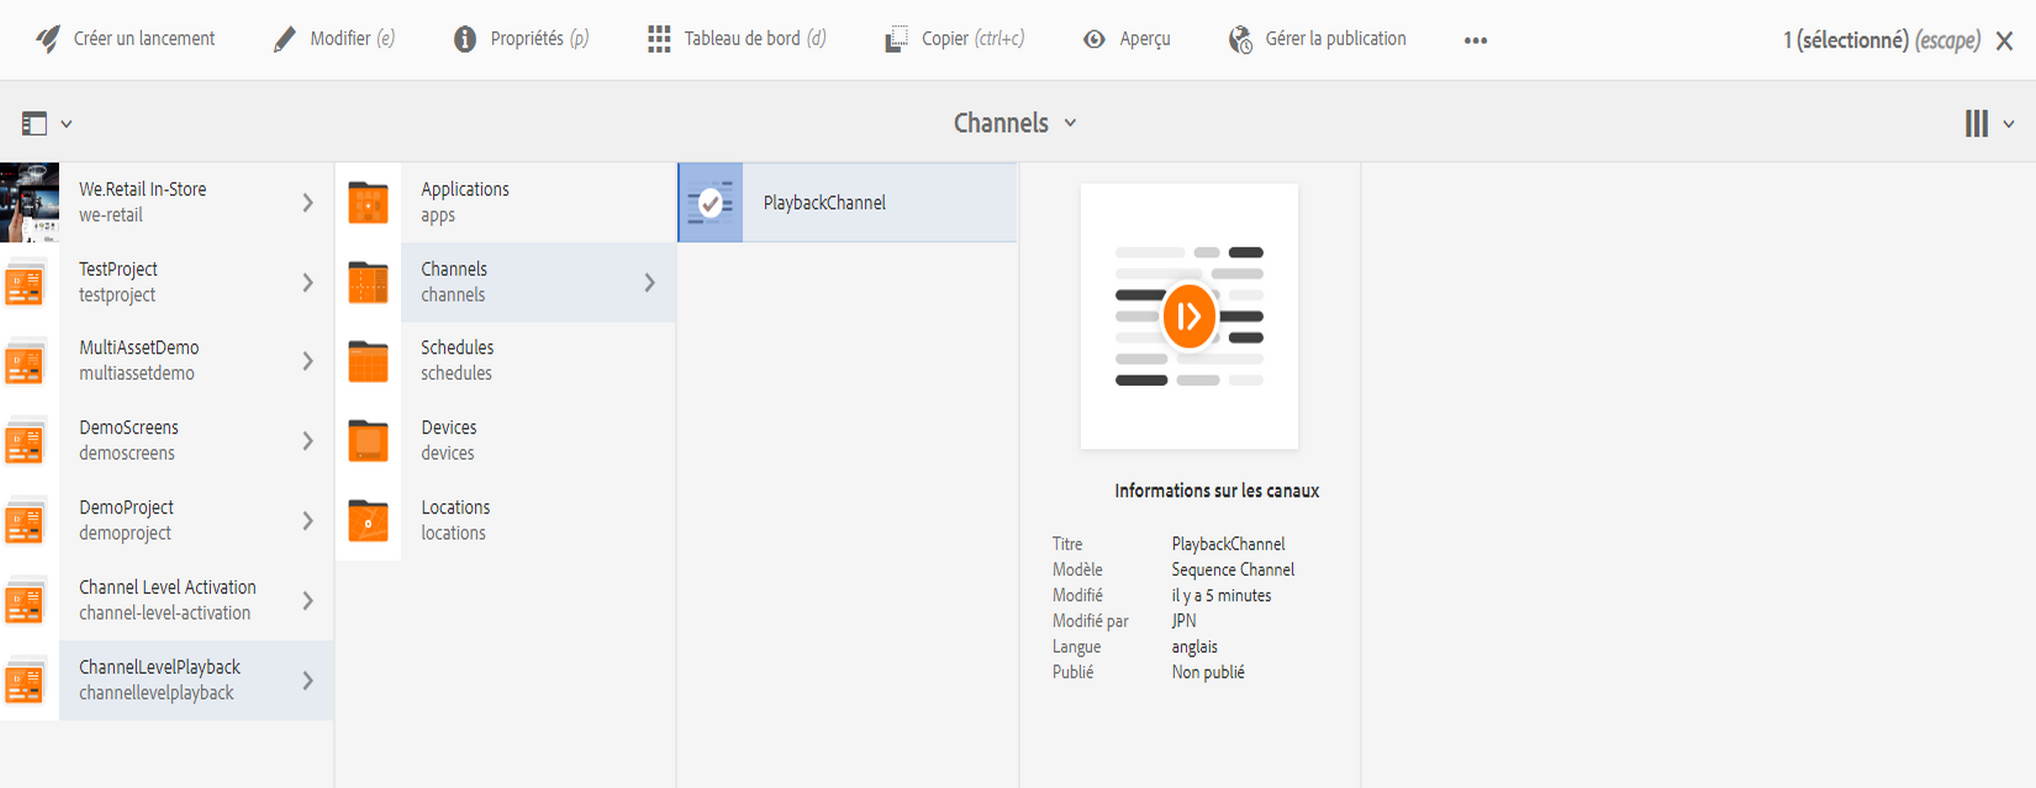 Créer un lancement
Modifier (e)
Propriétés (p)
Tableau de bord (d)
Copier (ctrl+c)
Aperçu
Gérer la publication
1 (sélectionné) (escape)
Channels
We.Retail In-Store
we-retail
TestProject
testproject
MultiAssetDemo
multiassetdemo
DemoScreens
demoscreens
DemoProject
demoproject
Channel Level Activation
channel-level-activation
ChannelLevelPlayback
channellevelplayback
Applications
apps
Channels
channels
Schedules
schedules
Devices
devices
Locations
locations
PlaybackChannel
Informations sur les canaux
Titre PlaybackChannel
Modèle Sequence Channel
Modifié il y a 5 minutes
Modifié par JPN
Langue anglais
Publié Non publié